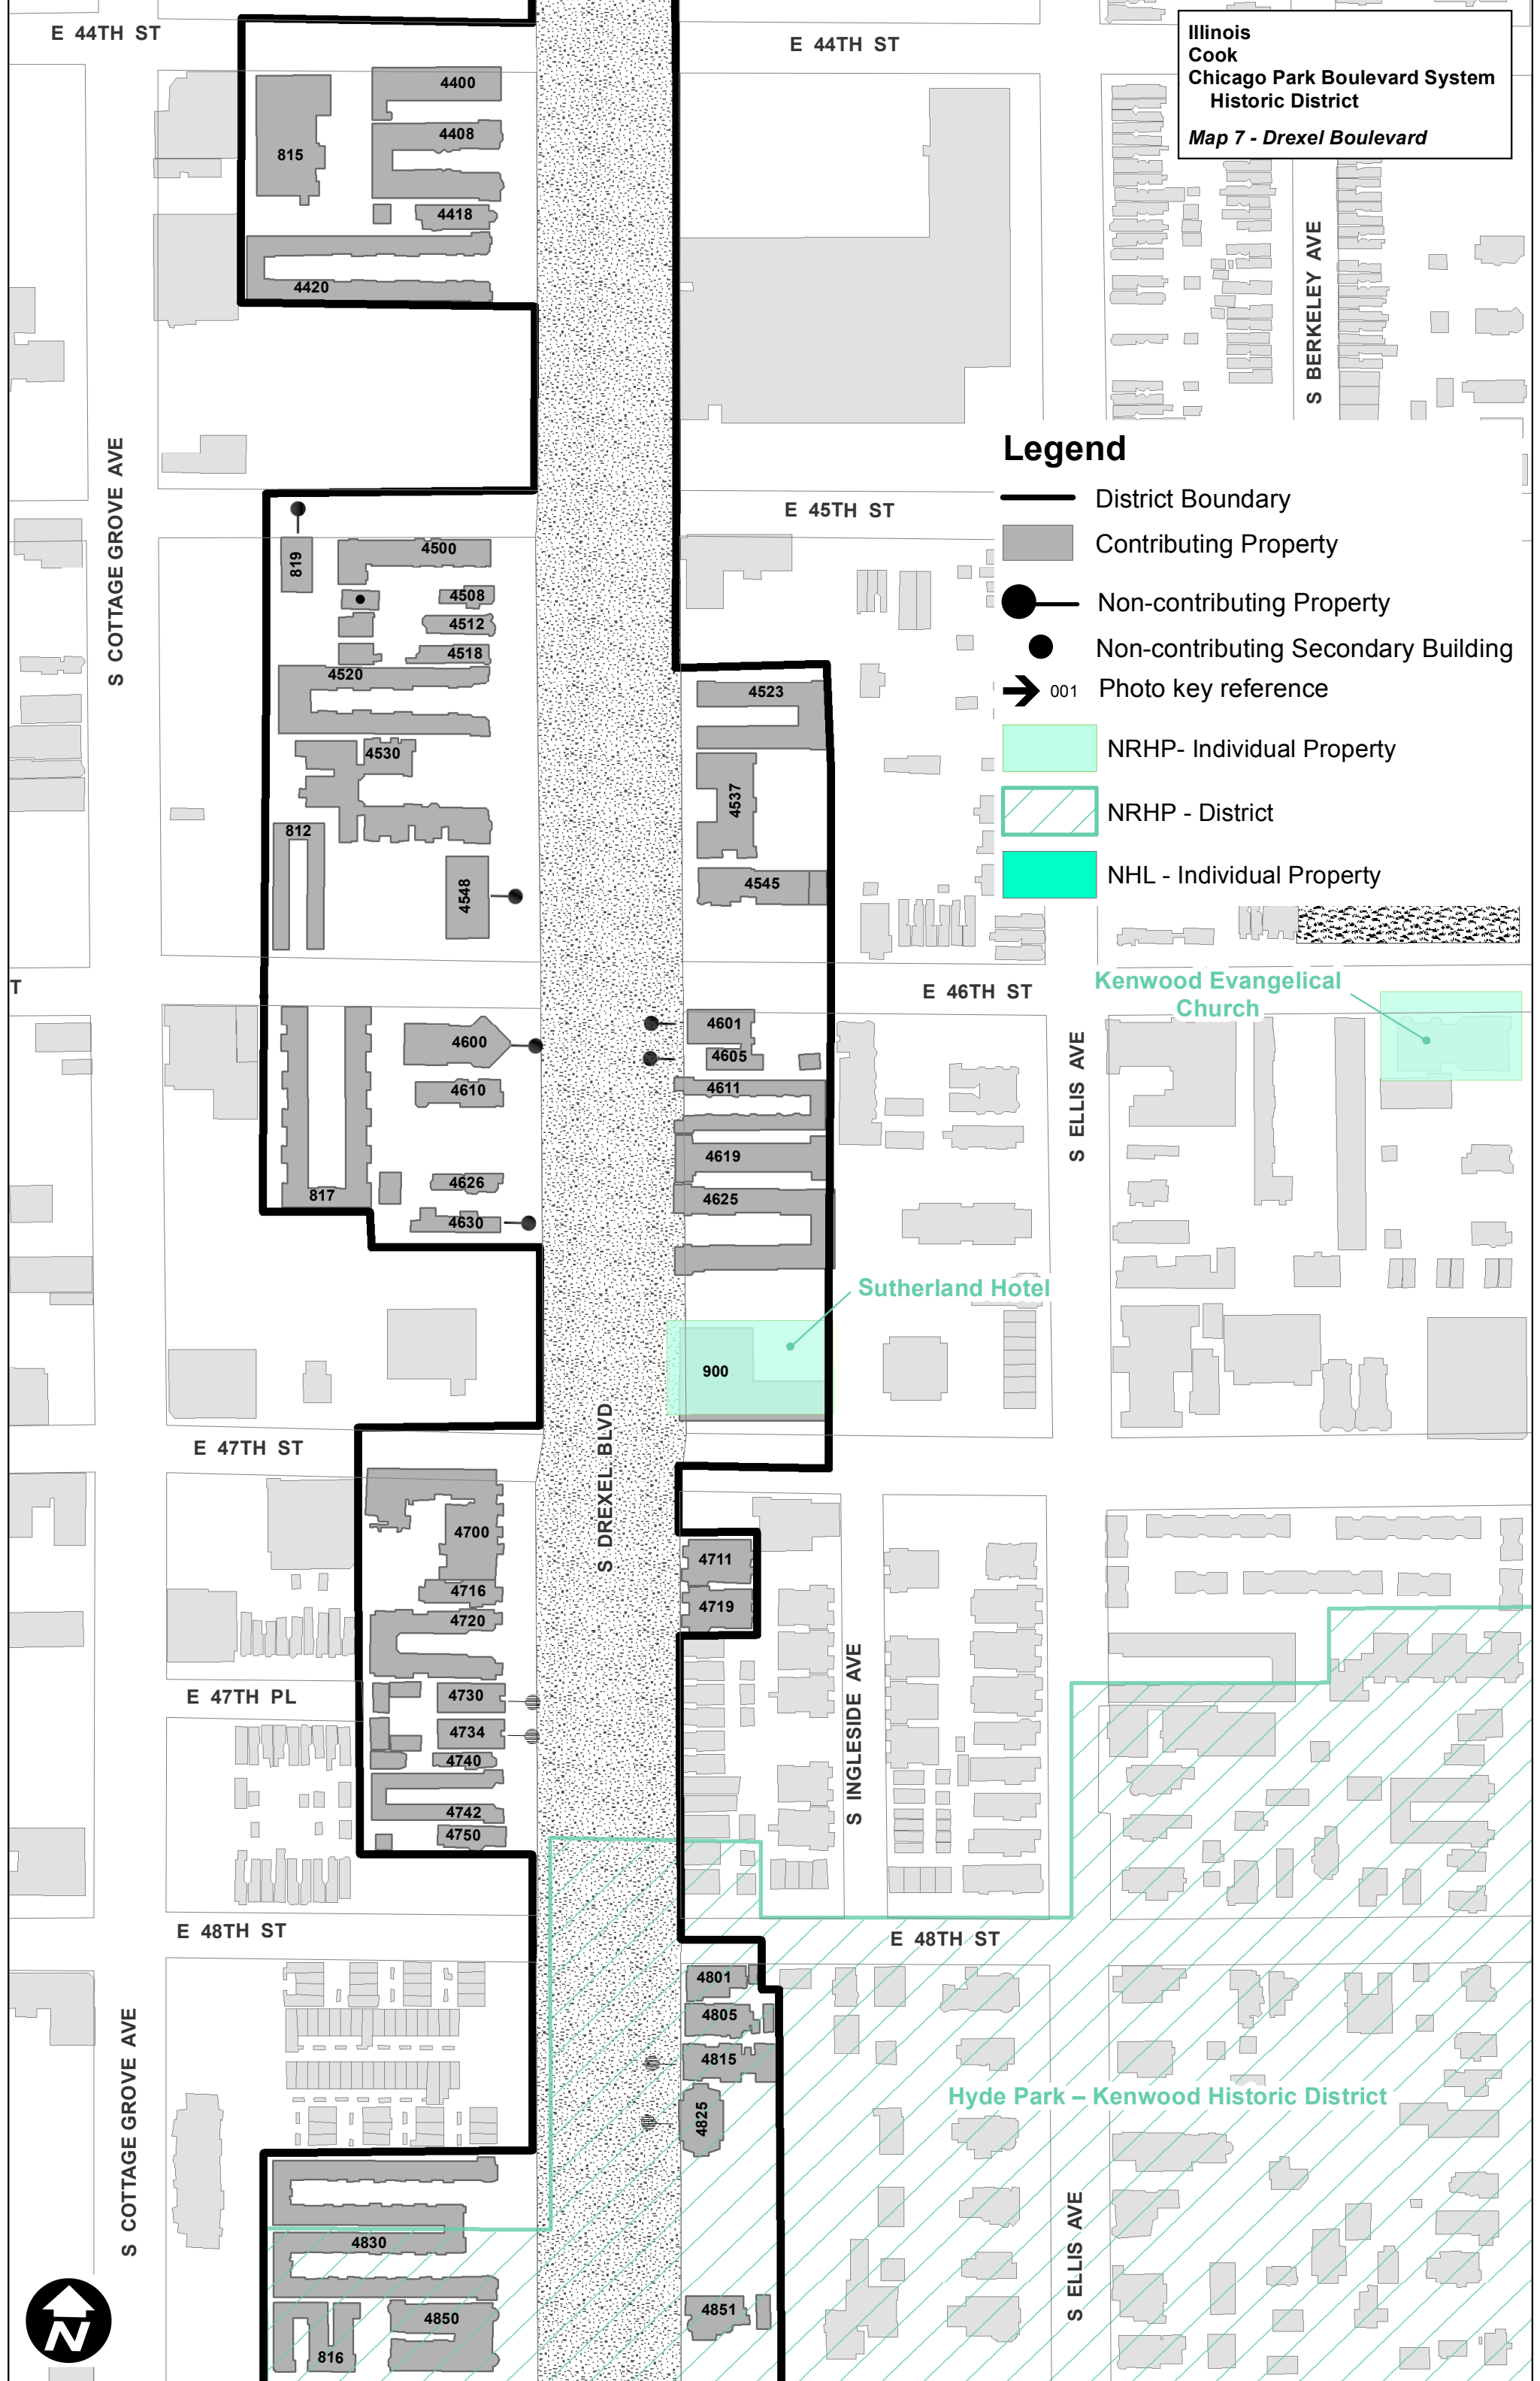 E 44TH ST
E 44TH ST
Illinois
Cook
Chicago Park Boulevard System
Historic District
Map 7 - Drexel Boulevard
4400
4408
815
4418
4420
S BERKELEY AVE
S COTTAGE GROVE AVE
Legend
District Boundary
Contributing Property
Non-contributing Property
Non-contributing Secondary Building
001 Photo key reference
NRHP- Individual Property
NRHP - District
NHL - Individual Property
E 45TH ST
819
4500
4508
4512
4518
4520
4530
812
4548
4523
4537
4545
T
E 46TH ST
Kenwood Evangelical
Church
S ELLIS AVE
4600
4610
817
4626
4630
4601
4605
4611
4619
4625
Sutherland Hotel
900
S DREXEL BLVD
E 47TH ST
4700
4716
4720
4711
4719
E 47TH PL
4730
4734
4740
4742
4750
S INGLESIDE AVE
E 48TH ST
E 48TH ST
4801
4805
4815
4825
Hyde Park – Kenwood Historic District
S COTTAGE GROVE AVE
S ELLIS AVE
4830
4850
816
4851
N